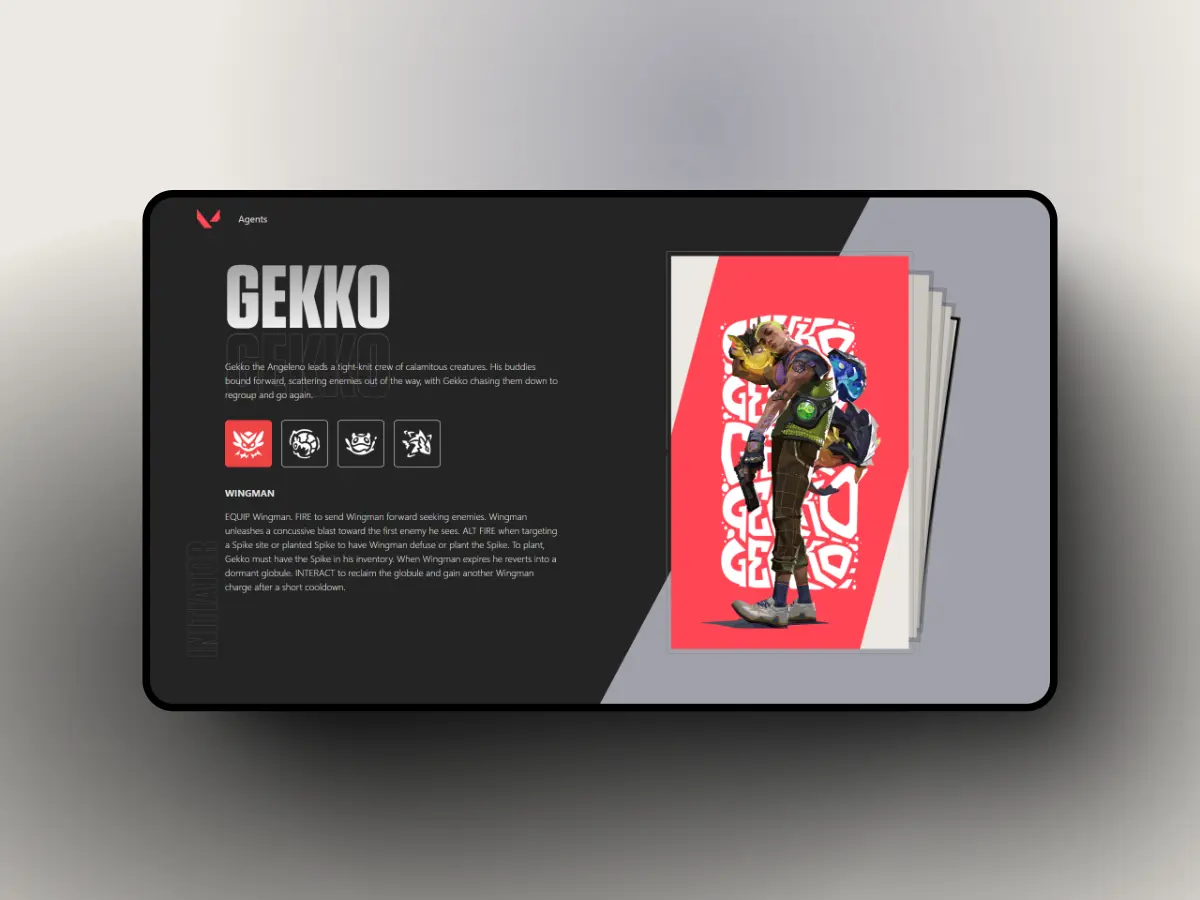 Agents
GEKKO
GEKKO
Gekko the Angeleno leads a tight-knit crew of calamitous creatures. His buddies
bound forward, scattering enemies out of the way, with Gekko chasing them down to
regroup and go again.
WINGMAN
EQUIP Wingman. FIRE to send Wingman forward seeking enemies. Wingman
unleashes a concussive blast toward the first enemy he sees. ALT FIRE when targeting
a Spike site or planted Spike to have Wingman defuse or plant the Spike. To plant,
Gekko must have the Spike in his inventory. When Wingman expires he reverts into a
dormant globule. INTERACT to reclaim the globule and gain another Wingman
charge after a short cooldown.
INITIATOR
GEKKO
GEKKO
GEKKO
GEKKO
GEKKO